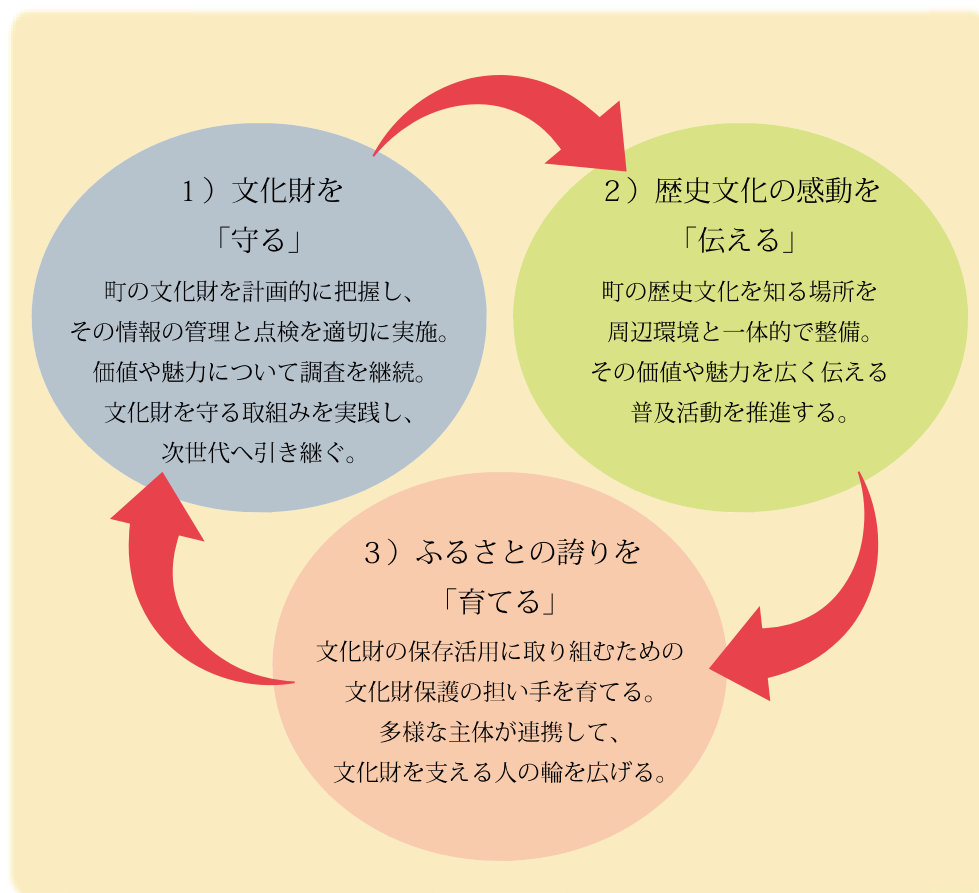 １）文化財を
「守る」
町の文化財を計画的に把握し、
その情報の管理と点検を適切に実施。
価値や魅力について調査を継続。
文化財を守る取組みを実践し、
次世代へ引き継ぐ。
２）歴史文化の感動を
「伝える」
町の歴史文化を知る場所を
周辺環境と一体的で整備。
その価値や魅力を広く伝える
普及活動を推進する。
３）ふるさとの誇りを
「育てる」
文化財の保存活用に取り組むための
文化財保護の担い手を育てる。
多様な主体が連携して、
文化財を支える人の輪を広げる。